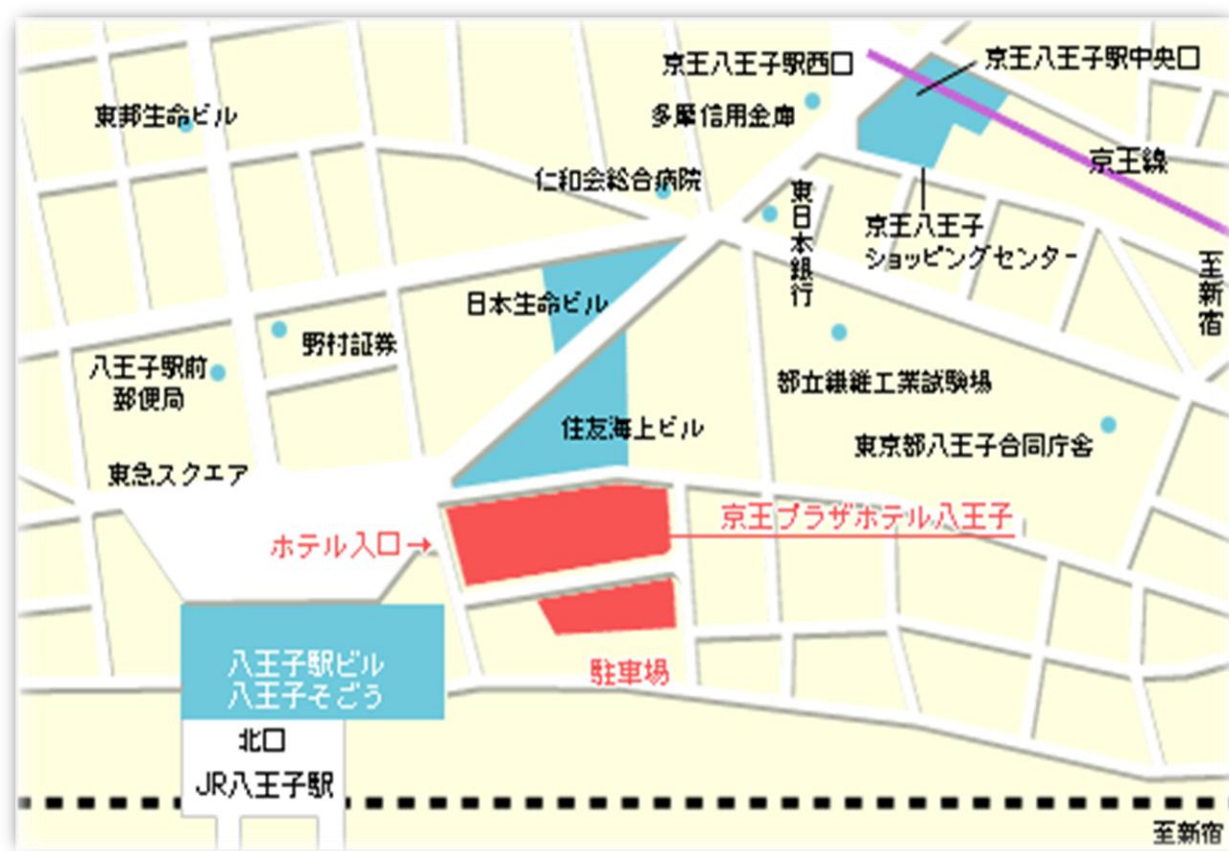 京王八王子駅西口
京王八王子駅中央口
東邦生命ビル
多摩信用金庫
京王線
仁和会総合病院
東日本銀行
京王八王子
ショッピングセンター
至新宿
日本生命ビル
野村証券
八王子駅前
郵便局
都立繊維工業試験場
住友海上ビル
東京都八王子合同庁舎
東急スクエア
京王プラザホテル八王子
ホテル入口→
八王子駅ビル
八王子そごう
駐車場
北口
JR八王子駅
至新宿